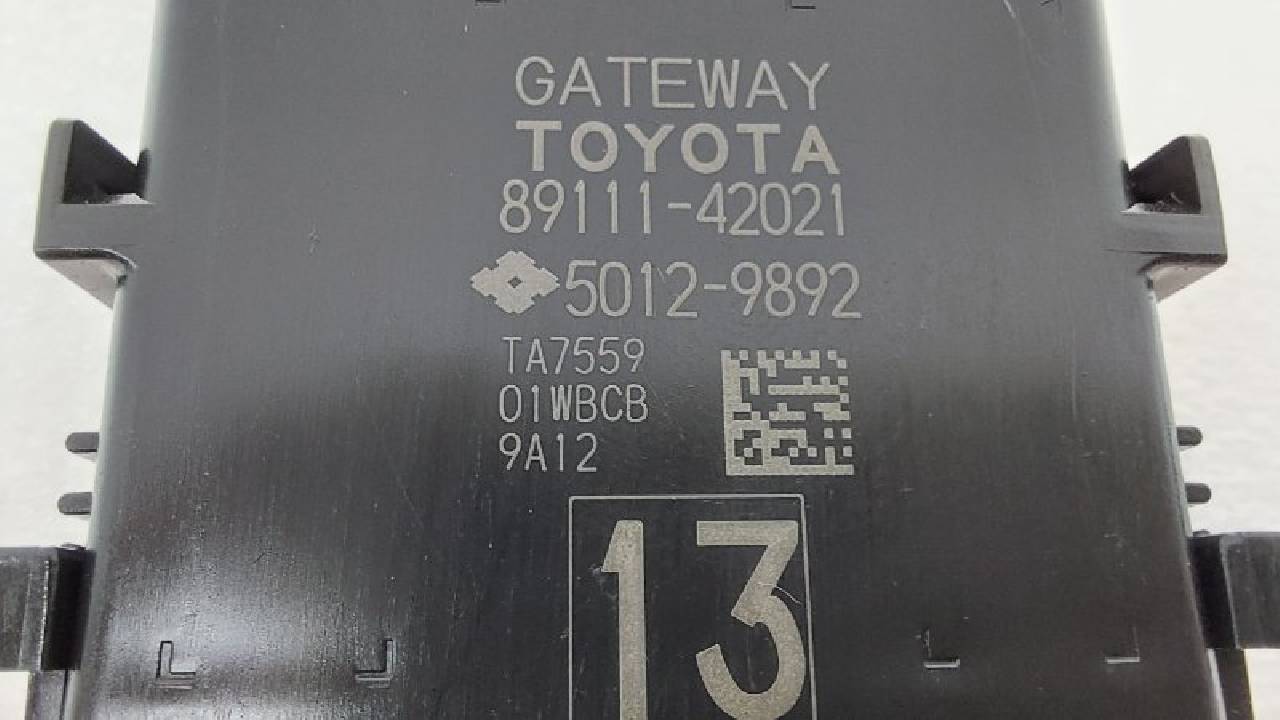 GATEWAY
TOYOTA
89111-42021
5012-9892
TA7559
01WBCB
9A12
13